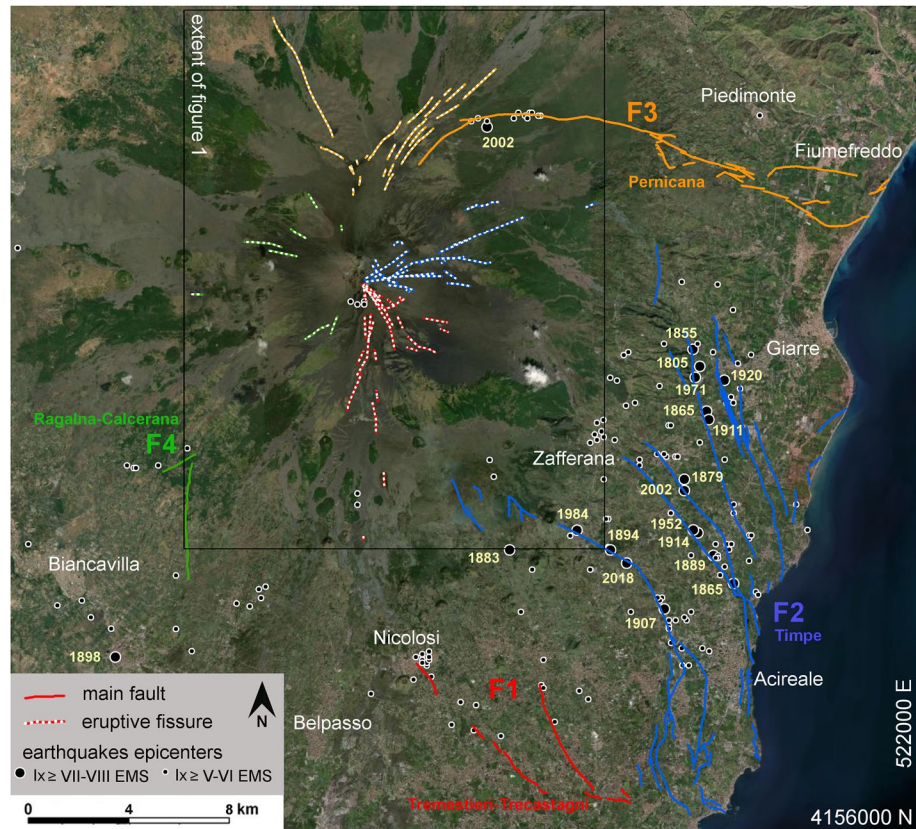 extent of figure 1
Piedimonte
F3
2002
Fiumefreddo
Pernicana
1855
Giarre
1805
1920
1971
1865
1911
Ragalna-Calcerana
F4
Zafferana
1879
2002
1984
1952
1894
1914
1883
1889
Biancavilla
2018
1865
1907
F2
Timpe
Nicolosi
1898
Acireale
F1
main fault
eruptive fissure
N
Belpasso
earthquakes epicenters
Ix ≥ VII-VIII EMS
Ix ≥ V-VI EMS
Tremestieri-Trecastagni
0 4 8 km
522000 E
4156000 N